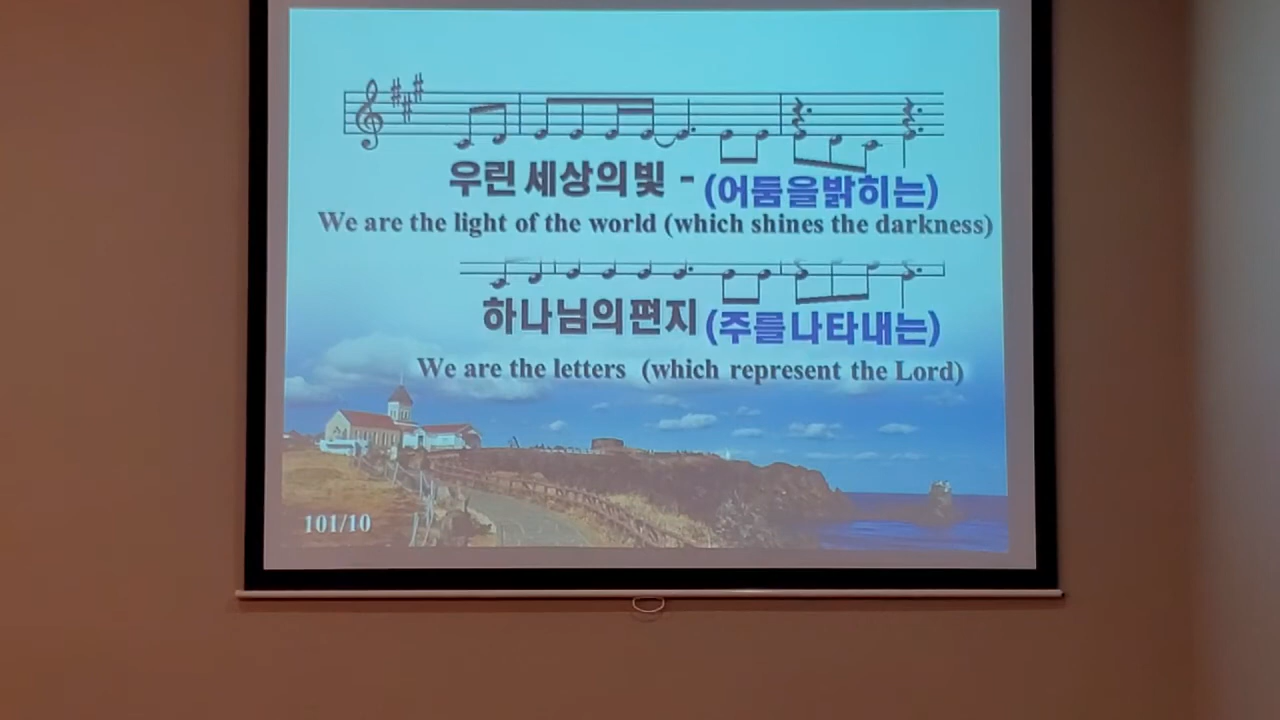 우린 세상의 빛 - (어둠을 밝히는)
We are the light of the world (which shines the darkness)
하나님의 편지 (주를 나타내는)
We are the letters (which represent the Lord)
101/10